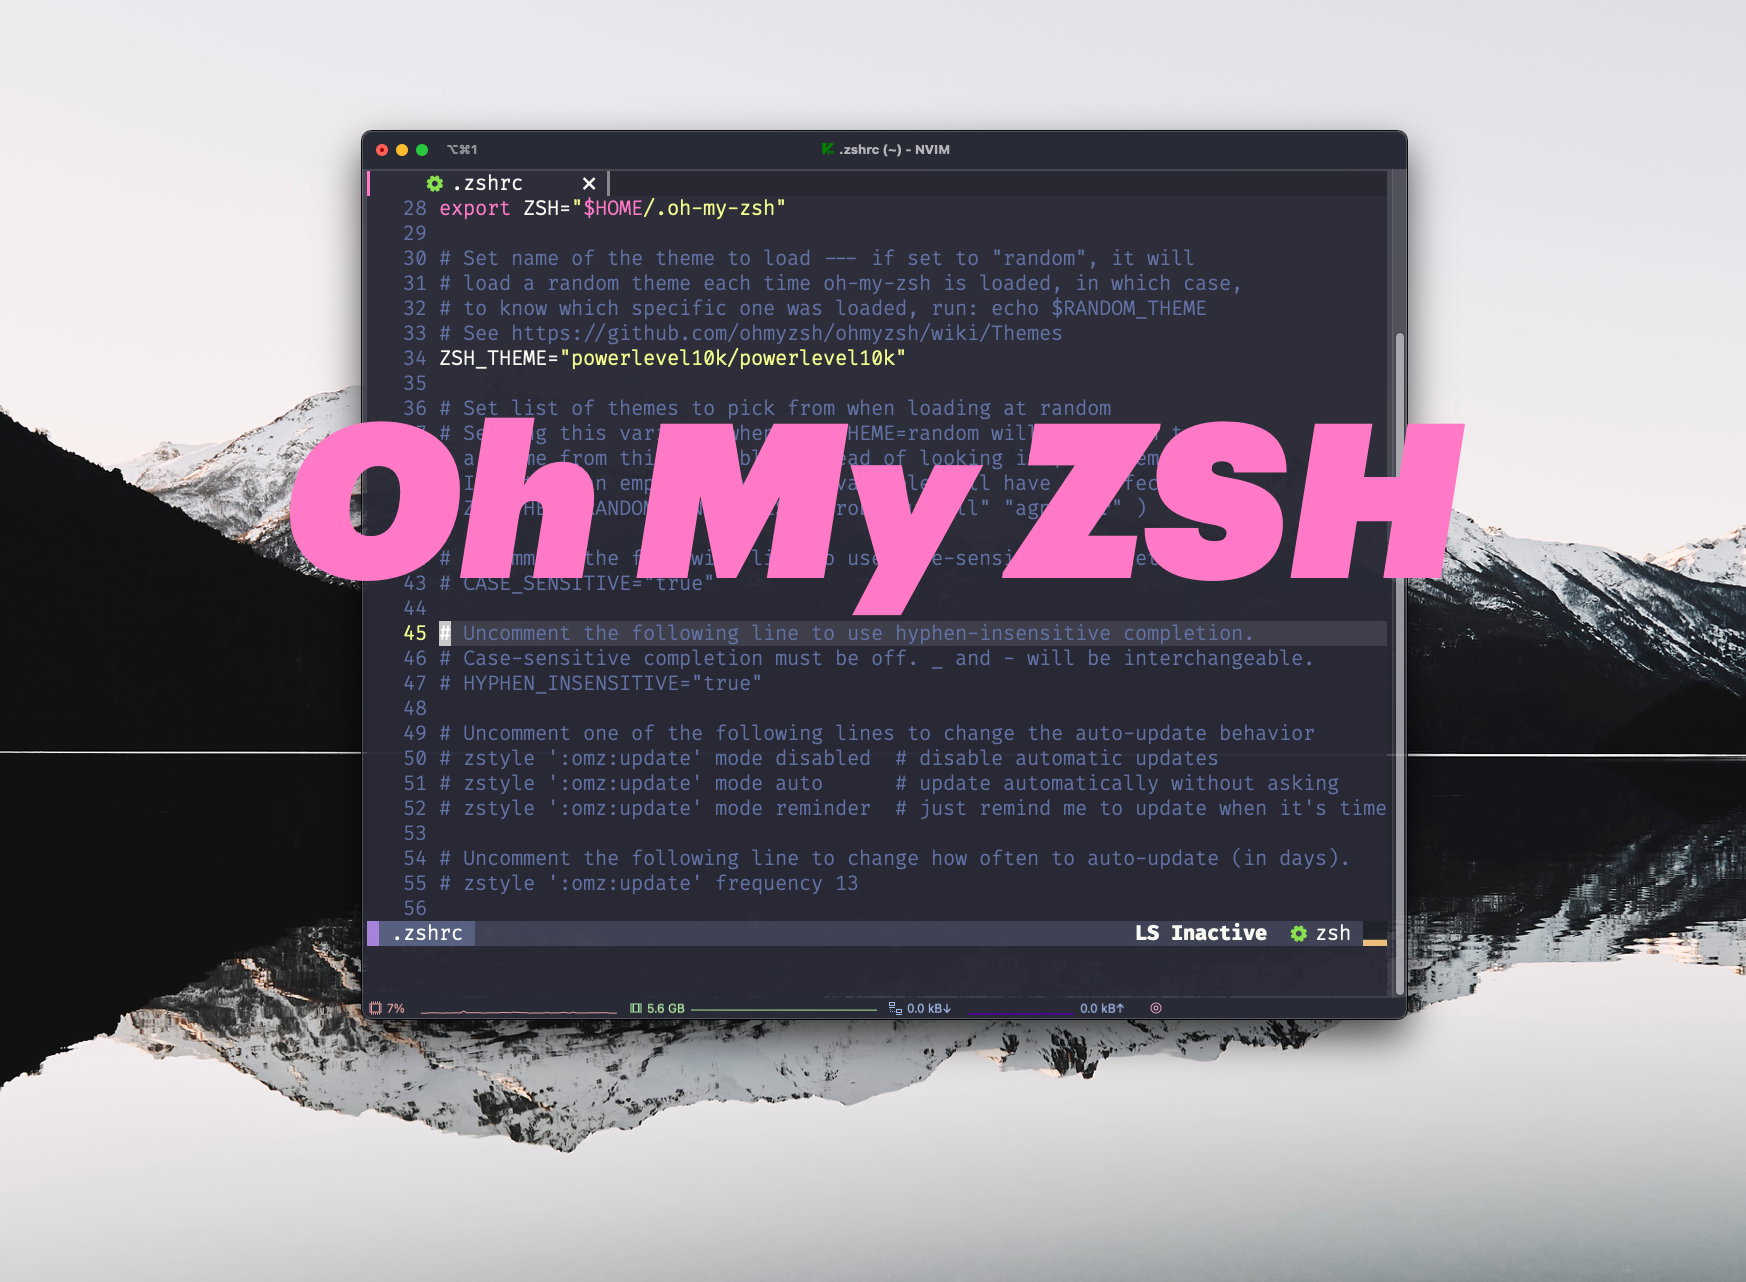 ⌥⌘1 .zshrc (~) - NVIM
.zshrc ×
28 export ZSH="$HOME/.oh-my-zsh"
29
30 # Set name of the theme to load --- if set to "random", it will
31 # load a random theme each time oh-my-zsh is loaded, in which case,
32 # to know which specific one was loaded, run: echo $RANDOM_THEME
33 # See https://github.com/ohmyzsh/ohmyzsh/wiki/Themes
34 ZSH_THEME="powerlevel10k/powerlevel10k"
35
36 # Set list of themes to pick from when loading at random
# this
from of looking
an have
" )
Oh My ZSH
# the to use
43 # CASE_SENSITIVE="true"
44
45 # Uncomment the following line to use hyphen-insensitive completion.
46 # Case-sensitive completion must be off. _ and - will be interchangeable.
47 # HYPHEN_INSENSITIVE="true"
48
49 # Uncomment one of the following lines to change the auto-update behavior
50 # zstyle ':omz:update' mode disabled # disable automatic updates
51 # zstyle ':omz:update' mode auto # update automatically without asking
52 # zstyle ':omz:update' mode reminder # just remind me to update when it's time
53
54 # Uncomment the following line to change how often to auto-update (in days).
55 # zstyle ':omz:update' frequency 13
56
.zshrc LS Inactive zsh
7% 5.6 GB 0.0 kB↓ 0.0 kB↑